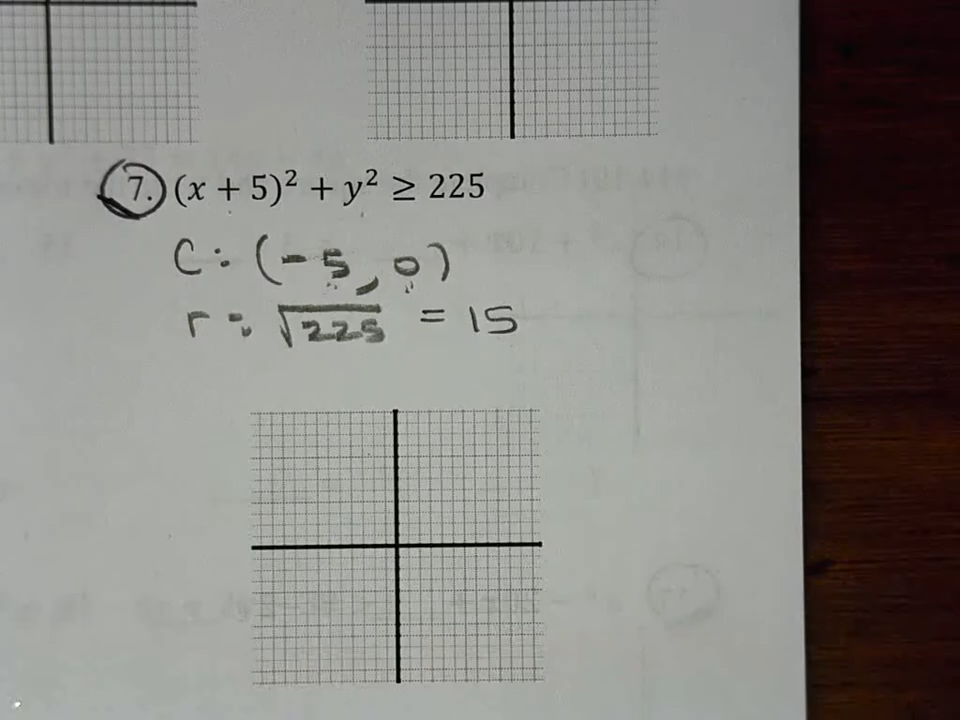 7. (x + 5)² + y² ≥ 225
C: (-5, 0)
r: √225 = 15